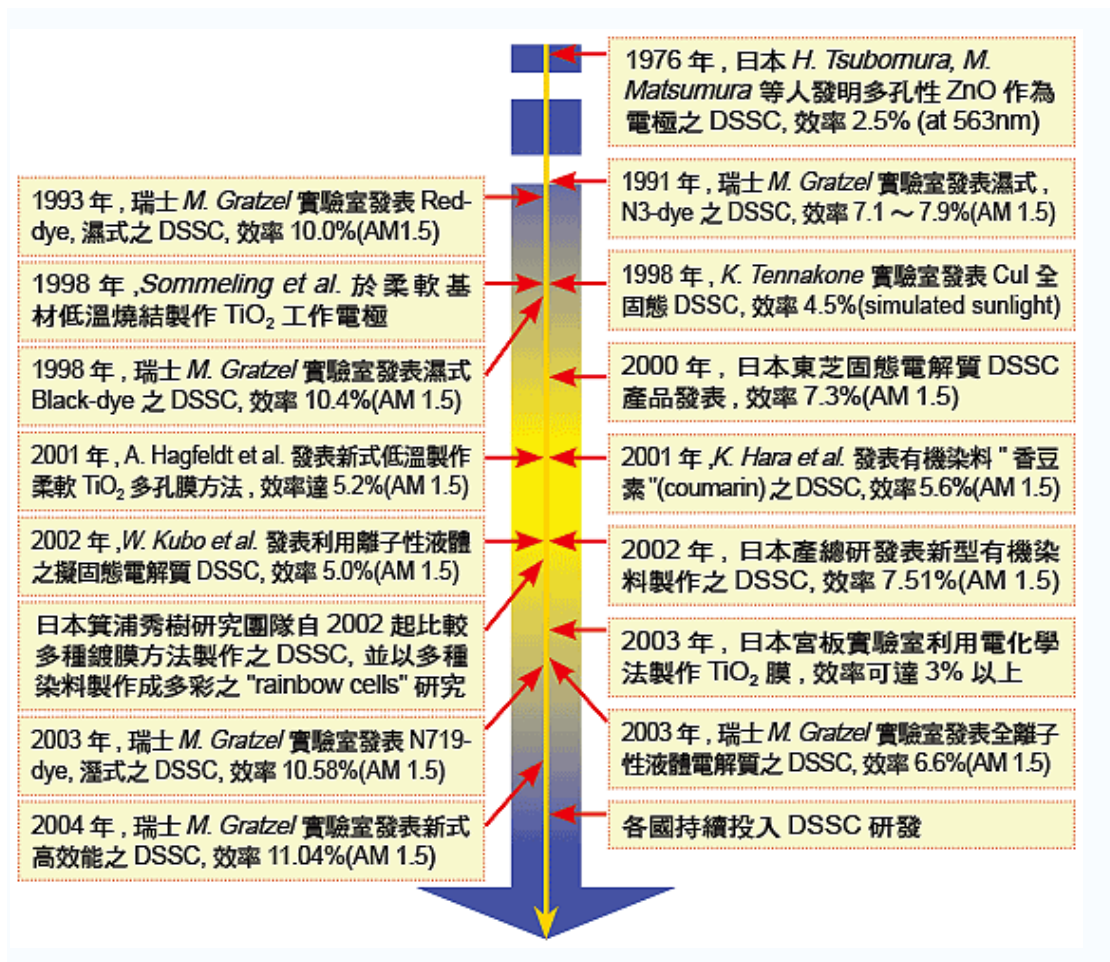 1976 年 , 日本 H. Tsubomura, M.
Matsumura 等人發明多孔性 ZnO 作為
電極之 DSSC, 效率 2.5% (at 563nm)
1991 年 , 瑞士 M. Gratzel 實驗室發表濕式 ,
N3-dye 之 DSSC, 效率 7.1 ～ 7.9%(AM 1.5)
1993 年 , 瑞士 M. Gratzel 實驗室發表 Red-
dye, 濕式之 DSSC, 效率 10.0%(AM1.5)
1998 年 , K. Tennakone 實驗室發表 CuI 全
固態 DSSC, 效率 4.5%(simulated sunlight)
1998 年 ,Sommeling et al. 於柔軟基
材低溫燒結製作 TiO₂ 工作電極
1998 年 , 瑞士 M. Gratzel 實驗室發表濕式
Black-dye 之 DSSC, 效率 10.4%(AM 1.5)
2000 年 , 日本東芝固態電解質 DSSC
產品發表 , 效率 7.3%(AM 1.5)
2001 年 , A. Hagfeldt et al. 發表新式低溫製作
柔軟 TiO₂ 多孔膜方法 , 效率達 5.2%(AM 1.5)
2001 年 ,K. Hara et al. 發表有機染料 " 香豆
素 "(coumarin) 之 DSSC, 效率 5.6%(AM 1.5)
2002 年 ,W. Kubo et al. 發表利用離子性液體
之擬固態電解質 DSSC, 效率 5.0%(AM 1.5)
2002 年 , 日本產總研發表新型有機染
料製作之 DSSC, 效率 7.51%(AM 1.5)
日本箕浦秀樹研究團隊自 2002 起比較
多種鍍膜方法製作之 DSSC, 並以多種
染料製作成多彩之 "rainbow cells" 研究
2003 年 , 日本宮板實驗室利用電化學
法製作 TiO₂ 膜 , 效率可達 3% 以上
2003 年 , 瑞士 M. Gratzel 實驗室發表 N719-
dye, 溼式之 DSSC, 效率 10.58%(AM 1.5)
2003 年 , 瑞士 M. Gratzel 實驗室發表全離子
性液體電解質之 DSSC, 效率 6.6%(AM 1.5)
2004 年 , 瑞士 M. Gratzel 實驗室發表新式
高效能之 DSSC, 效率 11.04%(AM 1.5)
各國持續投入 DSSC 研發